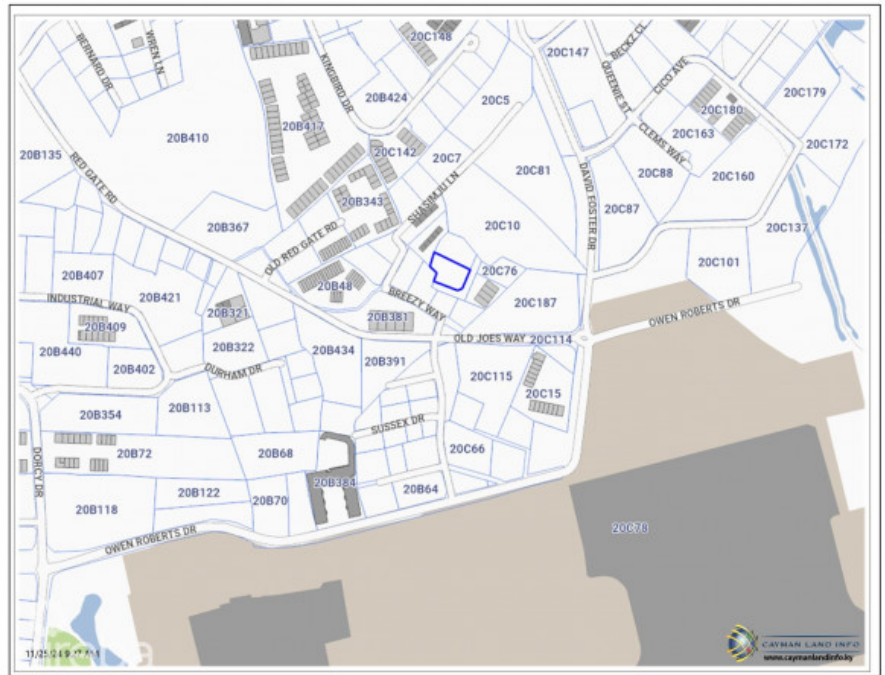 20C148
BERNARD DR
WREN LN
KINGBIRD DR
20C147
QUEENIE ST
CICO AVE
20B424
20C5
20C180
20C179
20B410
20B417
20C163
CLEMS WAY
20C172
20B135
RED GATE RD
20C142
20C7
SHASIMJU LN
20C81
DAVID FOSTER DR
20C88
20C160
20B343
20C87
20B367
OLD RED GATE RD
20C10
20C137
20B407
20B48
20C76
20C101
INDUSTRIAL WAY
20B421
BREEZY WAY
20C187
20B321
20B409
20B381
OWEN ROBERTS DR
OLD JOES WAY
20C114
20B440
20B322
20B434
20B391
20B402
DURHAM DR
20C115
20C15
20B354
20B113
SUSSEX DR
20B72
20B68
20C66
DORCY DR
20B384
20B122
20B70
20B64
20B118
20C78
OWEN ROBERTS DR
CAYMAN LAND INFO
www.caymanlandinfo.ky